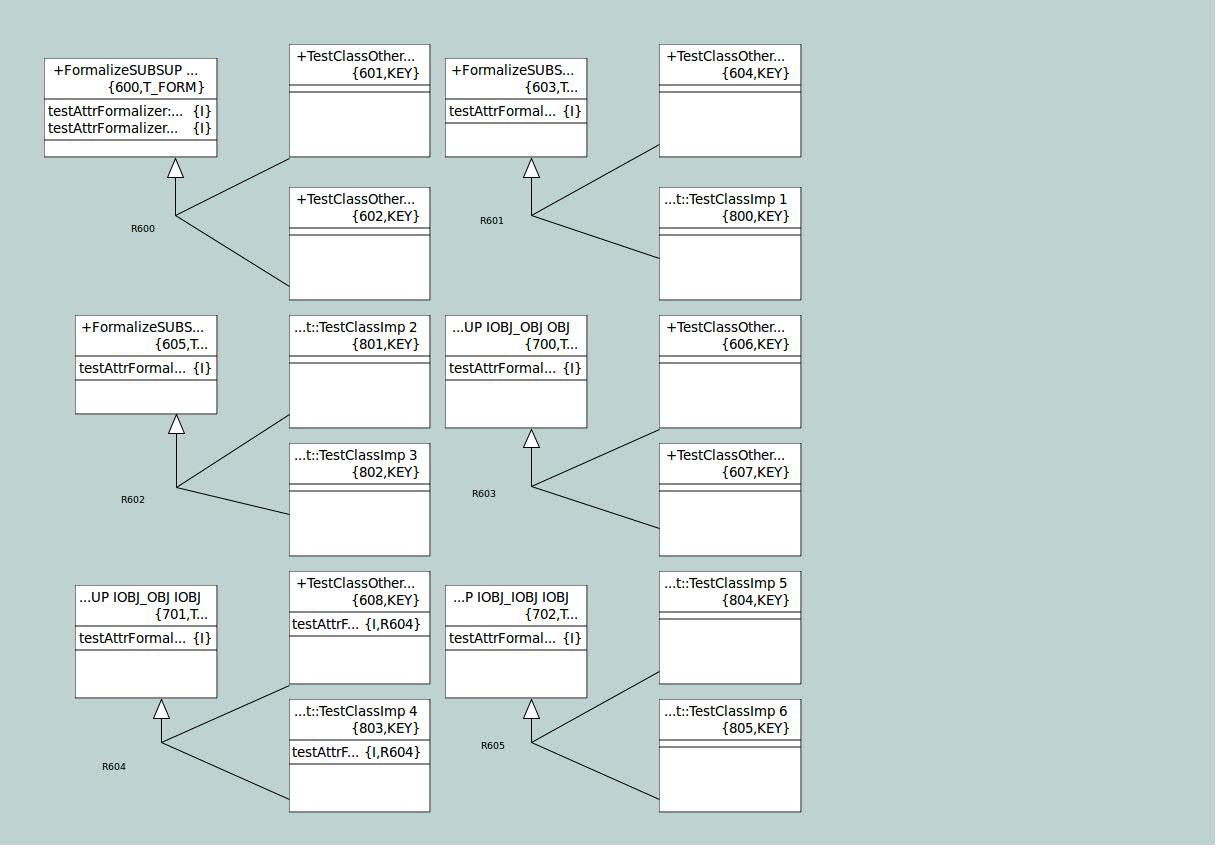 +FormalizeSUBSUP ...
{600,T_FORM}
testAttrFormalizer:... {I}
testAttrFormalizer... {I}
+TestClassOther...
{601,KEY}
+TestClassOther...
{602,KEY}
R600
+FormalizeSUBS...
{603,T...
testAttrFormal... {I}
+TestClassOther...
{604,KEY}
...t::TestClassImp 1
{800,KEY}
R601
+FormalizeSUBS...
{605,T...
testAttrFormal... {I}
...t::TestClassImp 2
{801,KEY}
...t::TestClassImp 3
{802,KEY}
R602
...UP IOBJ_OBJ OBJ
{700,T...
testAttrFormal... {I}
+TestClassOther...
{606,KEY}
+TestClassOther...
{607,KEY}
R603
...UP IOBJ_OBJ IOBJ
{701,T...
testAttrFormal... {I}
+TestClassOther...
{608,KEY}
testAttrF... {I,R604}
...t::TestClassImp 4
{803,KEY}
testAttrF... {I,R604}
R604
...P IOBJ_IOBJ IOBJ
{702,T...
testAttrFormal... {I}
...t::TestClassImp 5
{804,KEY}
...t::TestClassImp 6
{805,KEY}
R605